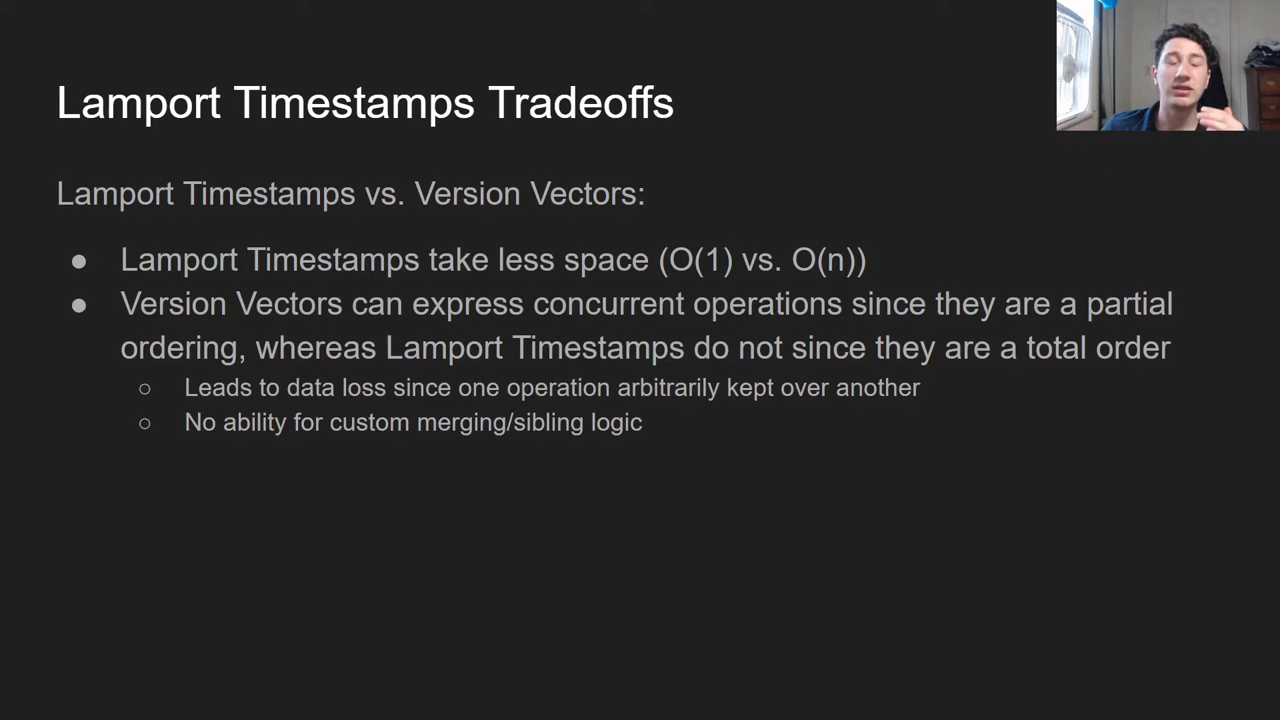 Lamport Timestamps Tradeoffs
Lamport Timestamps vs. Version Vectors:
● Lamport Timestamps take less space (O(1) vs. O(n))
● Version Vectors can express concurrent operations since they are a partial
ordering, whereas Lamport Timestamps do not since they are a total order
○ Leads to data loss since one operation arbitrarily kept over another
○ No ability for custom merging/sibling logic